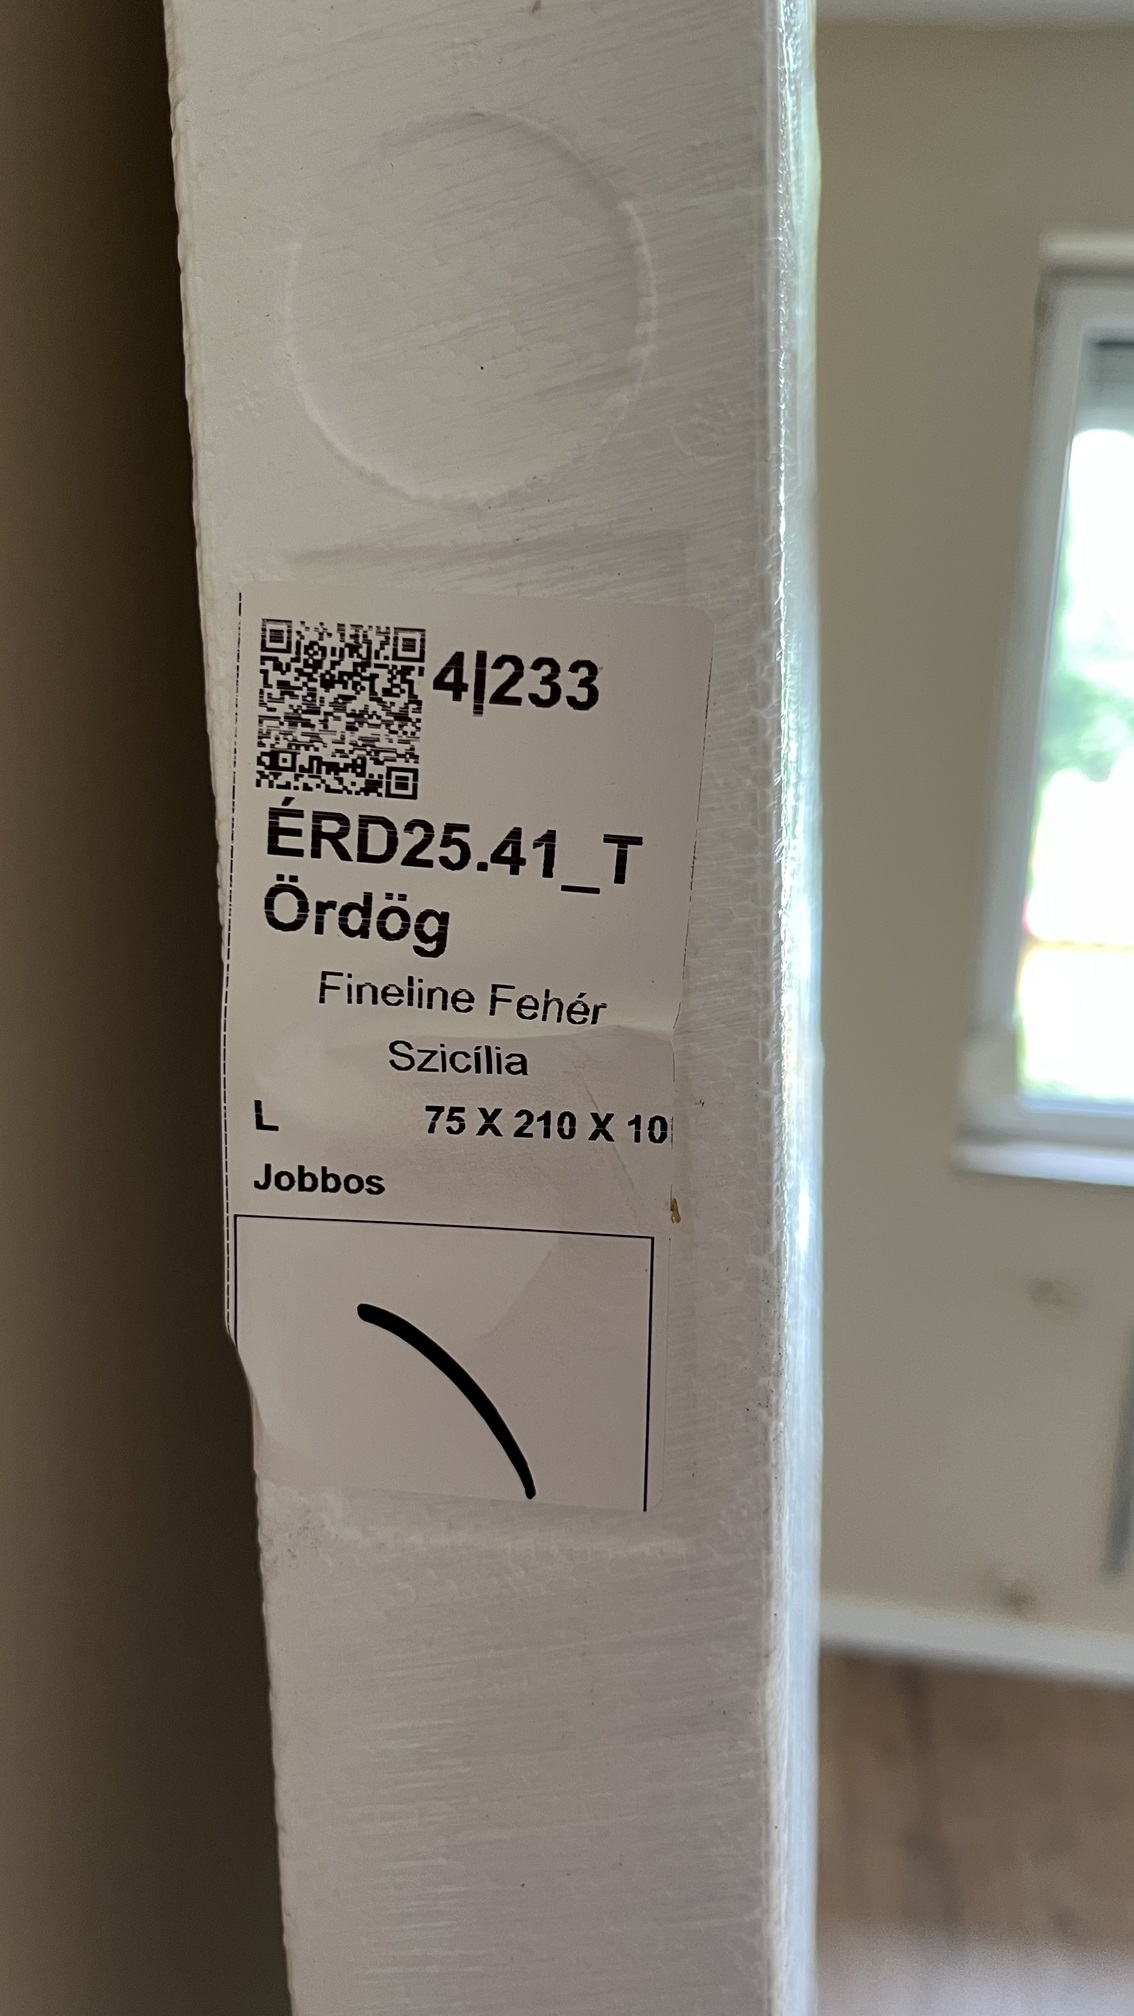 4|233
ÉRD25.41_T
Ördög
Fineline Fehér
Szicília
L 75 X 210 X 10
Jobbos